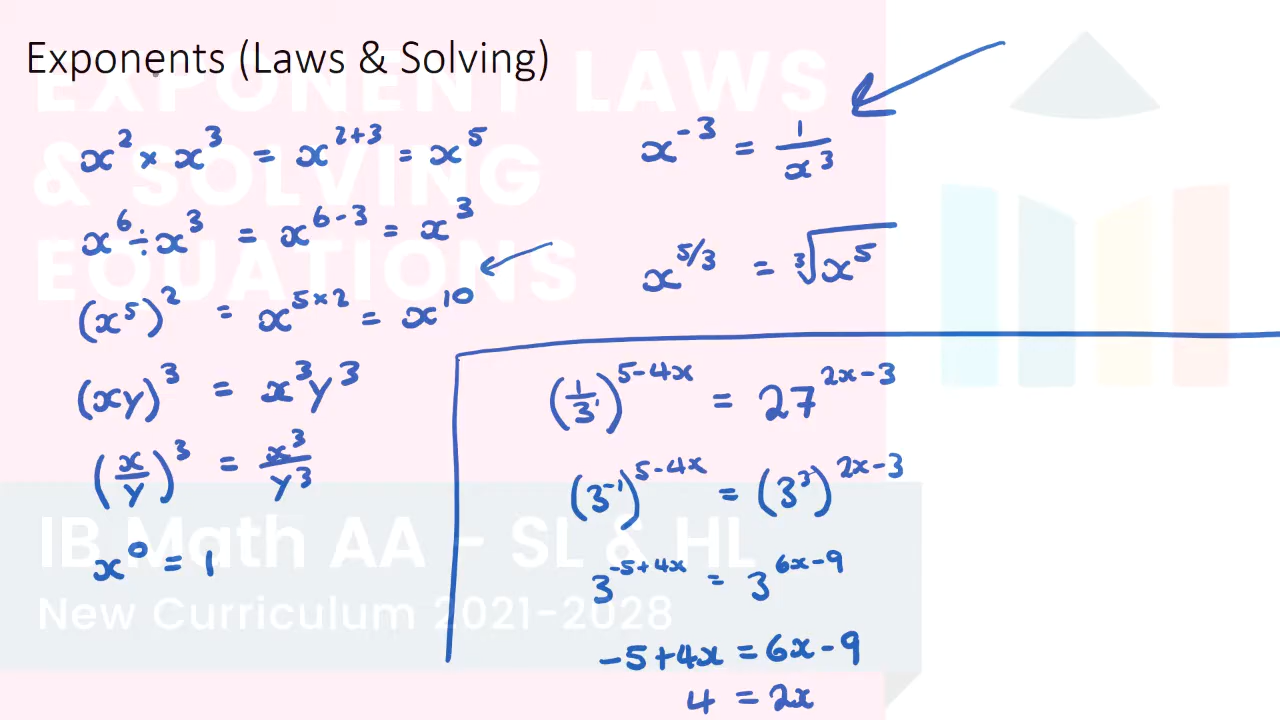 Exponents (Laws & Solving)
EXPONENT LAWS
& SOLVING
EQUATIONS
x² × x³ = x²⁺³ = x⁵
x⁶ ÷ x³ = x⁶⁻³ = x³
(x⁵)² = x⁵ˣ² = x¹⁰
(xy)³ = x³y³
(x/y)³ = x³/y³
x⁰ = 1
IB Math AA - SL & HL
New Curriculum 2021-2028
x⁻³ = 1/x³
x^(5/3) = ³√x⁵
(1/3¹)^(5-4x) = 27^(2x-3)
(3⁻¹)^(5-4x) = (3³)^(2x-3)
3^(-5+4x) = 3^(6x-9)
-5+4x = 6x-9
4 = 2x